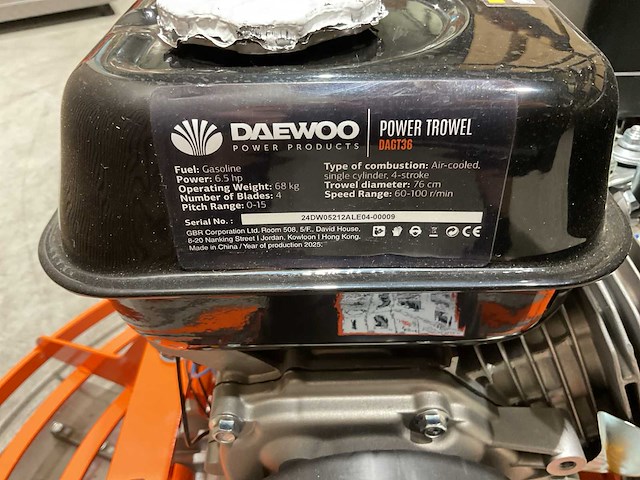 DAEWOO
POWER PRODUCTS
POWER TROWEL
DAGT36
Fuel: Gasoline
Power: 6.5 hp
Operating Weight: 68 kg
Number of Blades: 4
Pitch Range: 0-15
Type of combustion: Air-cooled,
single cylinder, 4-stroke
Trowel diameter: 76 cm
Speed Range: 60-100 r/min
Serial No. : 24DW05212ALE04-00009
GBR Corporation Ltd. Room 508, 5/F., David House,
8-20 Nanking Street I Jordan, Kowloon I Hong Kong.
Made in China / Year of production 2025.
CE